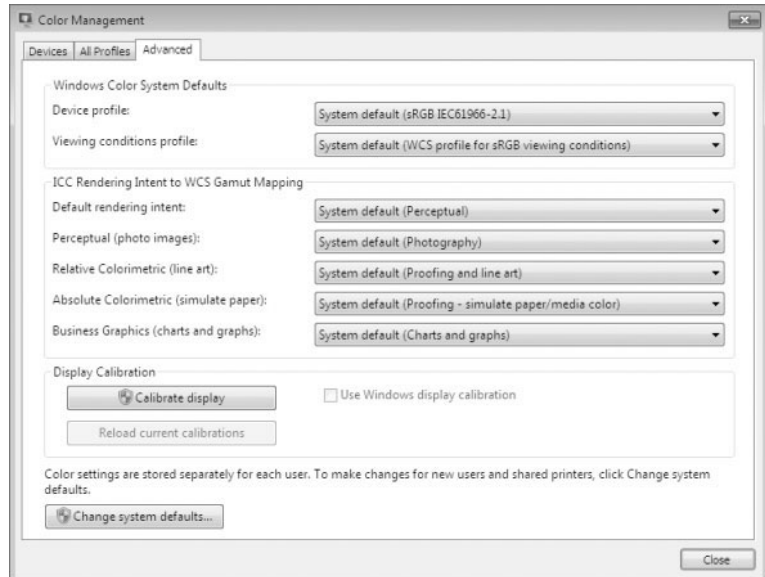 Color Management
Devices All Profiles Advanced
Windows Color System Defaults
Device profile: System default (sRGB IEC61966-2.1)
Viewing conditions profile: System default (WCS profile for sRGB viewing conditions)
ICC Rendering Intent to WCS Gamut Mapping
Default rendering intent: System default (Perceptual)
Perceptual (photo images): System default (Photography)
Relative Colorimetric (line art): System default (Proofing and line art)
Absolute Colorimetric (simulate paper): System default (Proofing - simulate paper/media color)
Business Graphics (charts and graphs): System default (Charts and graphs)
Display Calibration
Calibrate display Use Windows display calibration
Reload current calibrations
Color settings are stored separately for each user. To make changes for new users and shared printers, click Change system
defaults.
Change system defaults...
Close